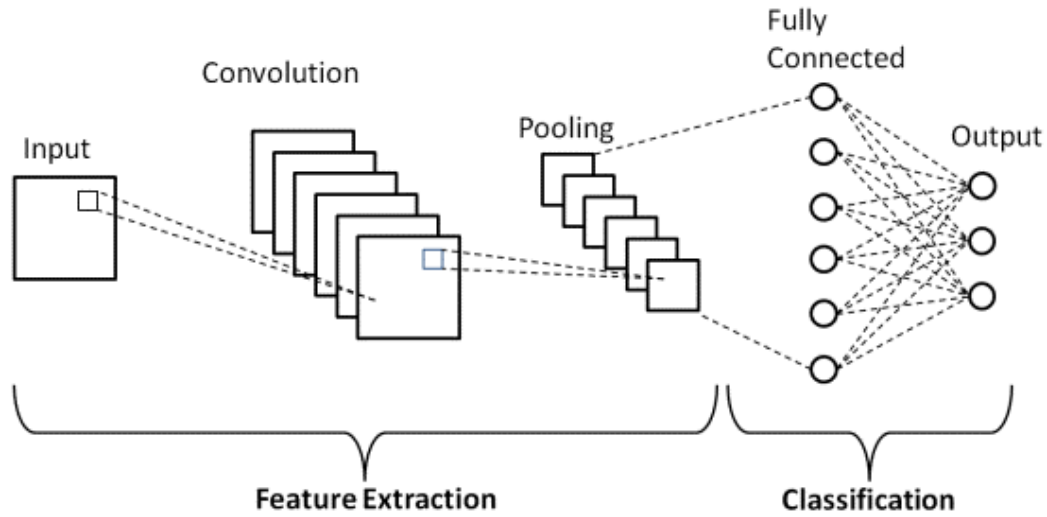 Fully
Connected
Convolution
Pooling
Output
Input
Feature Extraction
Classification